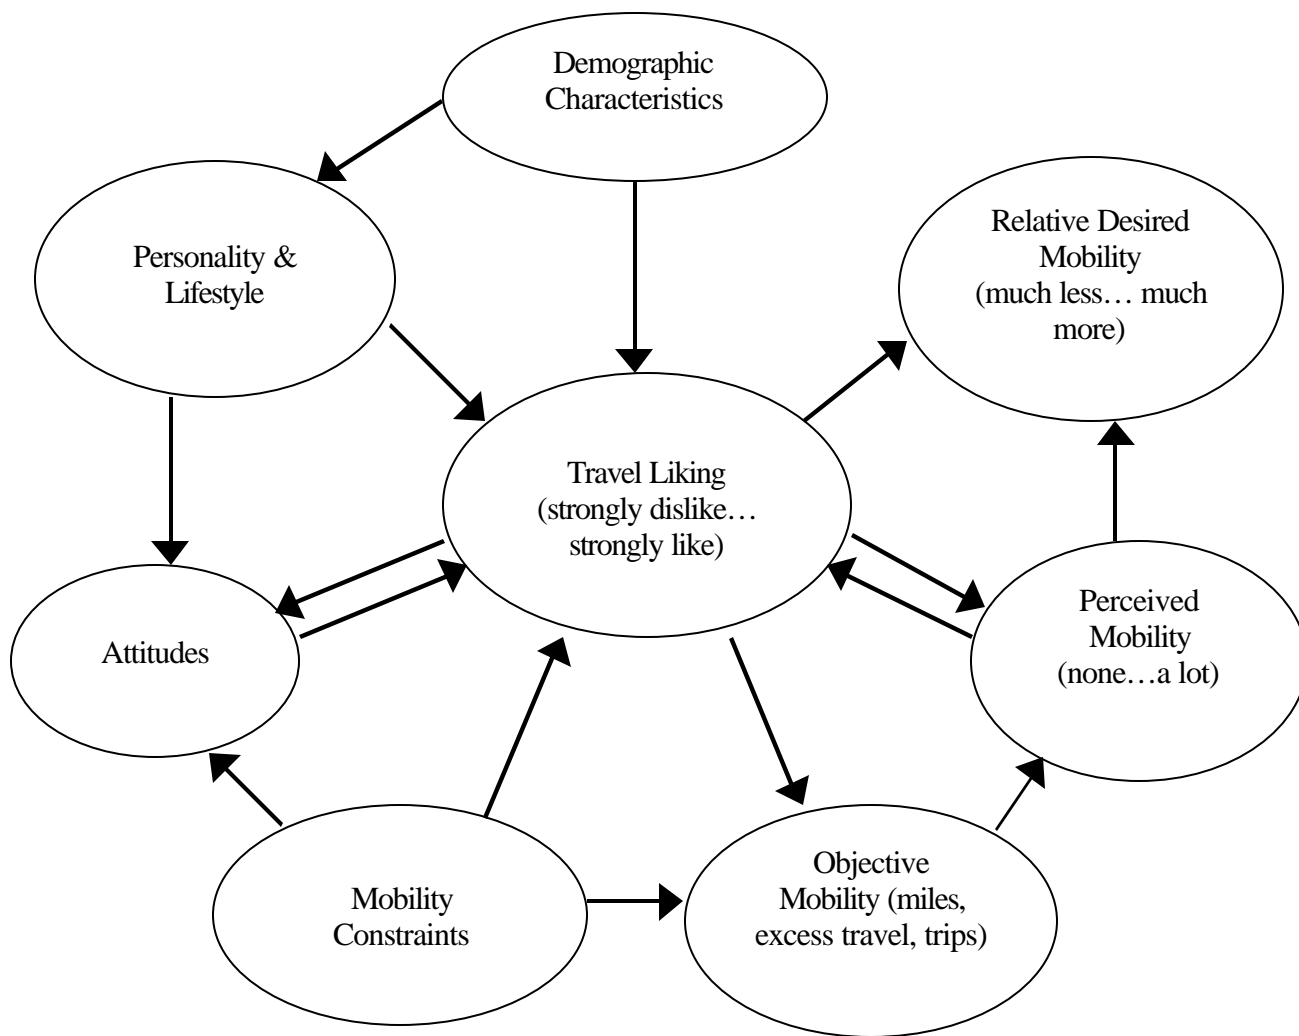 Demographic
Characteristics
Personality &
Lifestyle
Relative Desired
Mobility
(much less… much
more)
Travel Liking
(strongly dislike…
strongly like)
Attitudes
Perceived
Mobility
(none…a lot)
Mobility
Constraints
Objective
Mobility (miles,
excess travel, trips)